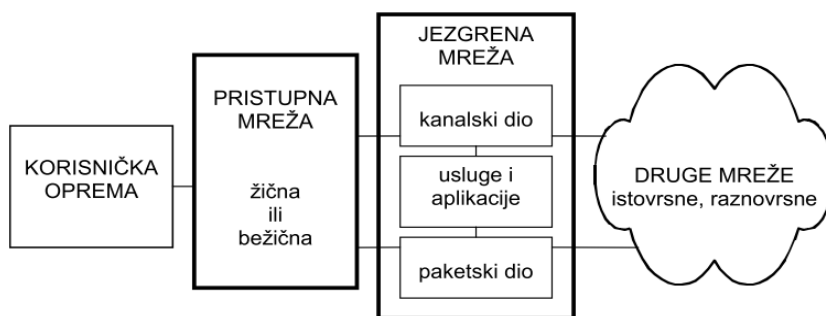 KORISNIČKA
OPREMA
PRISTUPNA
MREŽA
žična
ili
bežična
JEZGRENA
MREŽA
kanalski dio
usluge i
aplikacije
paketski dio
DRUGE MREŽE
istovrsne, raznovrsne